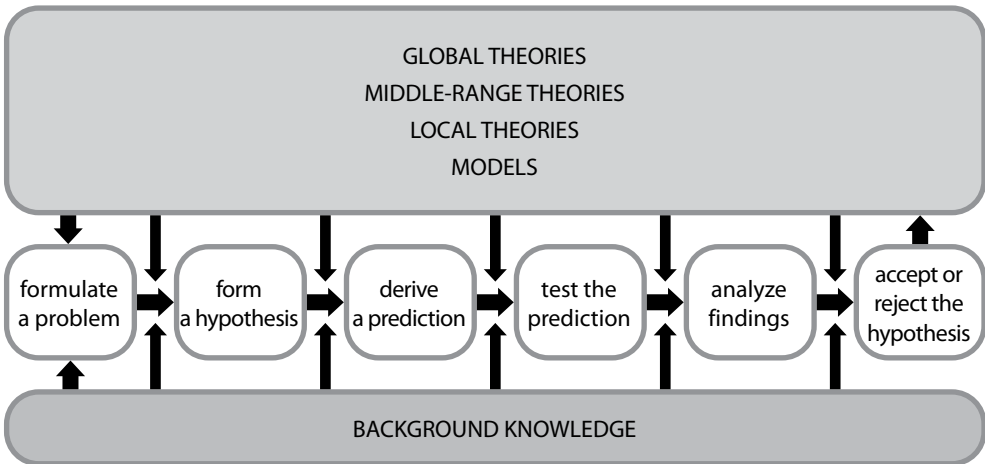 GLOBAL THEORIES
MIDDLE-RANGE THEORIES
LOCAL THEORIES
MODELS
formulate
a problem
form
a hypothesis
derive
a prediction
test the
prediction
analyze
findings
accept or
reject the
hypothesis
BACKGROUND KNOWLEDGE